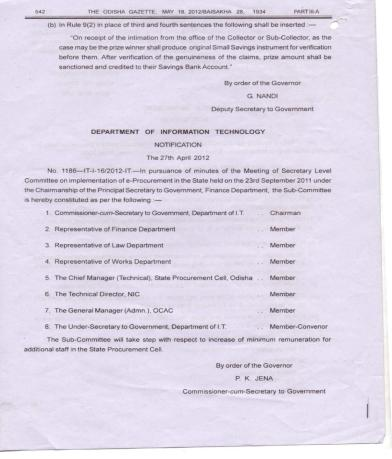 642 THE ODISHA GAZETTE, MAY 18, 2012/BAISAKHA 28, 1934 PART III-A
(b) In Rule 9(2) in place of third and fourth sentences the following shall be inserted :—
"On receipt of the intimation from the office of the Collector or Sub-Collector, as the
case may be the prize winner shall produce original Small Savings instrument for verification
before them. After verification of the genuineness of the claims, prize amount shall be
sanctioned and credited to their Savings Bank Account."
By order of the Governor
G. NANDI
Deputy Secretary to Government
DEPARTMENT OF INFORMATION TECHNOLOGY
NOTIFICATION
The 27th April 2012
No. 1186—IT-I-16/2012-IT.—In pursuance of minutes of the Meeting of Secretary Level
Committee on implementation of e-Procurement in the State held on the 23rd September 2011 under
the Chairmanship of the Principal Secretary to Government, Finance Department, the Sub-Committee
is hereby constituted as per the following :—
1. Commissioner-cum-Secretary to Government, Department of I.T. .. Chairman
2. Representative of Finance Department .. Member
3. Representative of Law Department .. Member
4. Representative of Works Department .. Member
5. The Chief Manager (Technical), State Procurement Cell, Odisha .. Member
6. The Technical Director, NIC .. Member
7. The General Manager (Admn.), OCAC .. Member
8. The Under-Secretary to Government, Department of I.T. .. Member-Convenor
The Sub-Committee will take step with respect to increase of minimum remuneration for
additional staff in the State Procurement Cell.
By order of the Governor
P. K. JENA
Commissioner-cum-Secretary to Government